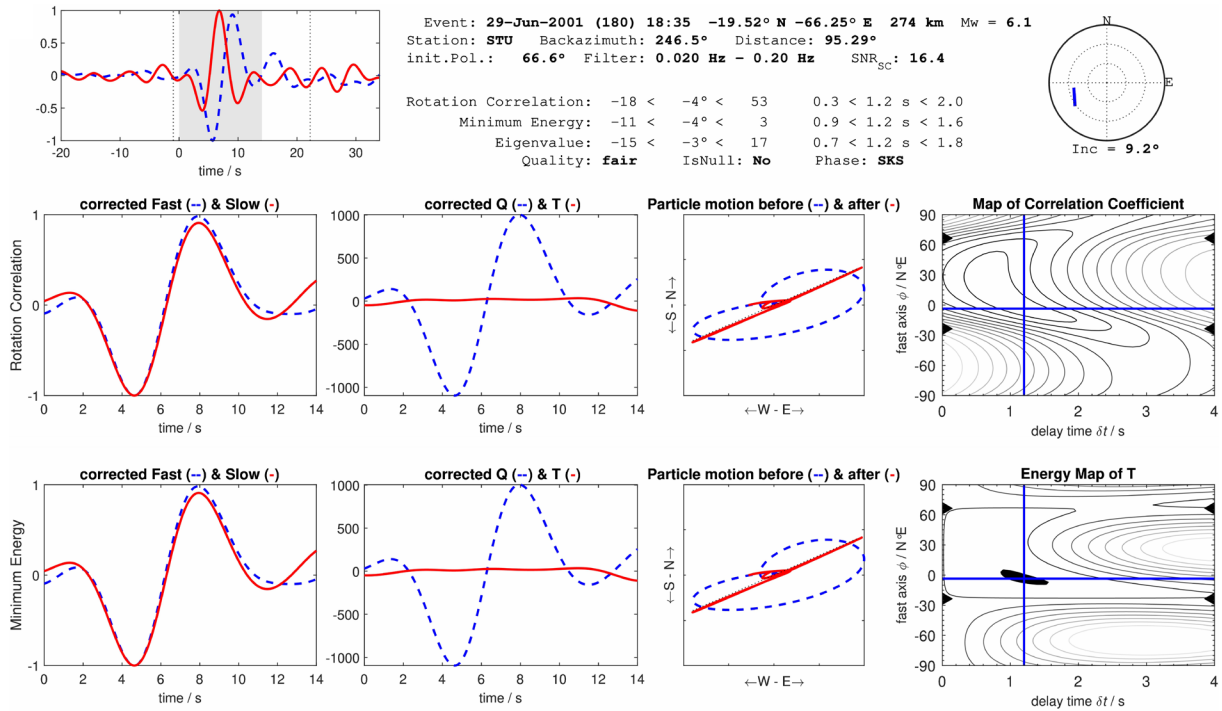 Event: 29-Jun-2001 (180) 18:35 -19.52° N -66.25° E 274 km Mw = 6.1
Station: STU Backazimuth: 246.5° Distance: 95.29°
init.Pol.: 66.6° Filter: 0.020 Hz - 0.20 Hz SNR_SC: 16.4
Rotation Correlation: -18 < -4° < 53 0.3 < 1.2 s < 2.0
Minimum Energy: -11 < -4° < 3 0.9 < 1.2 s < 1.6
Eigenvalue: -15 < -3° < 17 0.7 < 1.2 s < 1.8
Quality: fair IsNull: No Phase: SKS
1
0.5
0
-0.5
-1
-20 -10 0 10 20 30
time / s
N
E
Inc = 9.2°
Rotation Correlation
corrected Fast (--) & Slow (-)
1
0
-1
0 2 4 6 8 10 12 14
time / s
corrected Q (--) & T (-)
1000
500
0
-500
-1000
0 2 4 6 8 10 12 14
time / s
Particle motion before (--) & after (-)
←S - N→
←W - E→
Map of Correlation Coefficient
90
60
30
0
-30
-60
-90
fast axis ϕ / N°E
0 1 2 3 4
delay time δt / s
Minimum Energy
corrected Fast (--) & Slow (-)
1
0
-1
0 2 4 6 8 10 12 14
time / s
corrected Q (--) & T (-)
1000
500
0
-500
-1000
0 2 4 6 8 10 12 14
time / s
Particle motion before (--) & after (-)
←S - N→
←W - E→
Energy Map of T
90
60
30
0
-30
-60
-90
fast axis ϕ / N°E
0 1 2 3 4
delay time δt / s